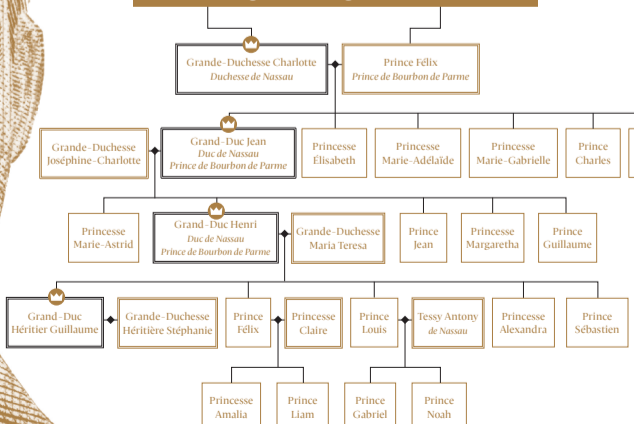 Grande-Duchesse Charlotte
Duchesse de Nassau
Prince Félix
Prince de Bourbon de Parme
Grande-Duchesse
Joséphine-Charlotte
Grand-Duc Jean
Duc de Nassau
Prince de Bourbon de Parme
Princesse
Élisabeth
Princesse
Marie-Adélaïde
Princesse
Marie-Gabrielle
Prince
Charles
Princesse
Marie-Astrid
Grand-Duc Henri
Duc de Nassau
Prince de Bourbon de Parme
Grande-Duchesse
Maria Teresa
Prince
Jean
Princesse
Margaretha
Prince
Guillaume
Grand-Duc
Héritier Guillaume
Grande-Duchesse
Héritière Stéphanie
Prince
Félix
Princesse
Claire
Prince
Louis
Tessy Antony
de Nassau
Princesse
Alexandra
Prince
Sébastien
Princesse
Amalia
Prince
Liam
Prince
Gabriel
Prince
Noah